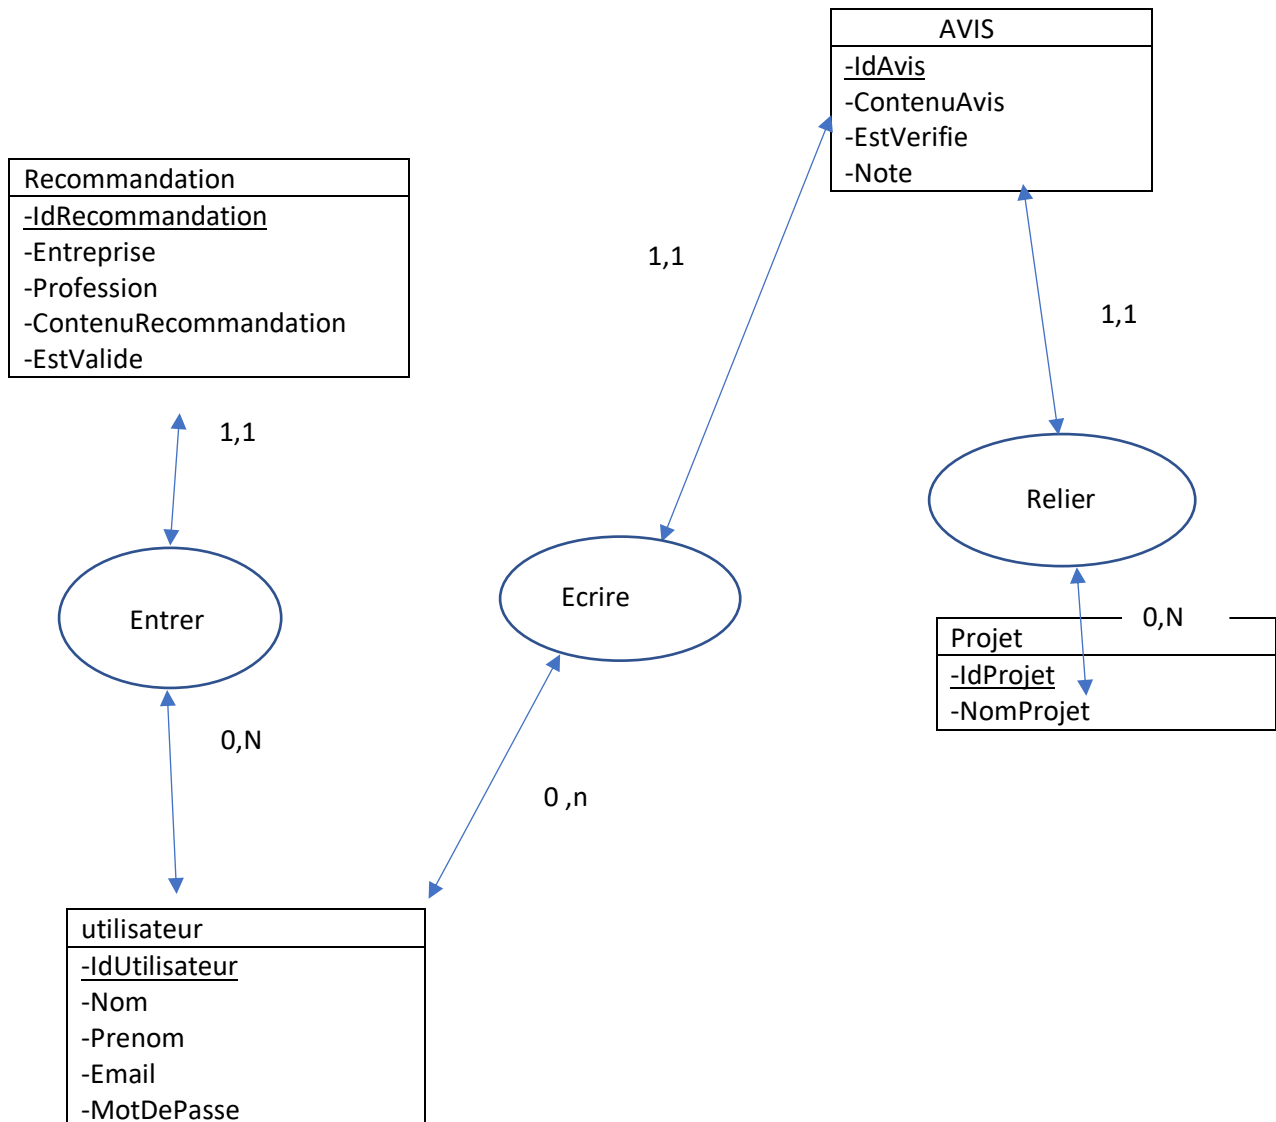 AVIS
-IdAvis
-ContenuAvis
-EstVerifie
-Note
Recommandation
-IdRecommandation
-Entreprise
-Profession
-ContenuRecommandation
-EstValide
1,1
1,1
1,1
Relier
Entrer
Ecrire
0,N
Projet
-IdProjet
-NomProjet
0,N
0 ,n
utilisateur
-IdUtilisateur
-Nom
-Prenom
-Email
-MotDePasse